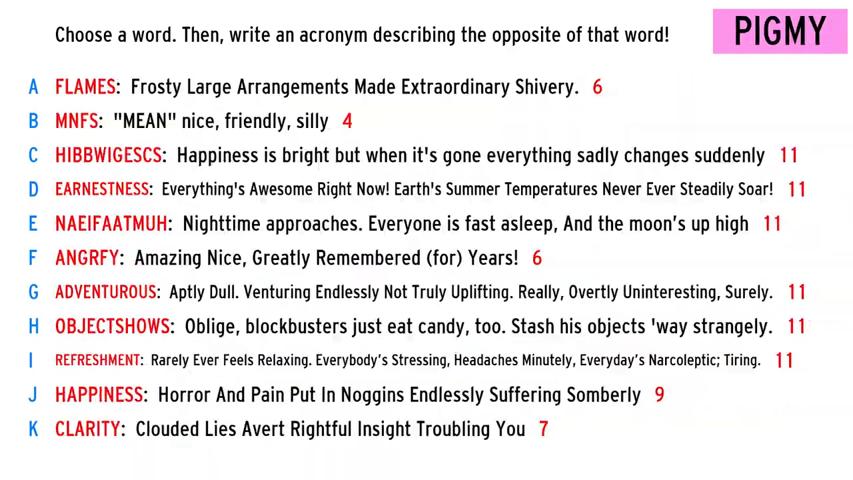 Choose a word. Then, write an acronym describing the opposite of that word!
PIGMY
A FLAMES: Frosty Large Arrangements Made Extraordinary Shivery. 6
B MNFS: "MEAN" nice, friendly, silly 4
C HIBBWIGESCS: Happiness is bright but when it's gone everything sadly changes suddenly 11
D EARNESTNESS: Everything's Awesome Right Now! Earth's Summer Temperatures Never Ever Steadily Soar! 11
E NAEIFAATMUH: Nighttime approaches. Everyone is fast asleep, And the moon's up high 11
F ANGRFY: Amazing Nice, Greatly Remembered (for) Years! 6
G ADVENTUROUS: Aptly Dull. Venturing Endlessly Not Truly Uplifting. Really, Overtly Uninteresting, Surely. 11
H OBJECTSHOWS: Oblige, blockbusters just eat candy, too. Stash his objects 'way strangely. 11
I REFRESHMENT: Rarely Ever Feels Relaxing. Everybody's Stressing, Headaches Minutely, Everyday's Narcoleptic; Tiring. 11
J HAPPINESS: Horror And Pain Put In Noggins Endlessly Suffering Somberly 9
K CLARITY: Clouded Lies Avert Rightful Insight Troubling You 7